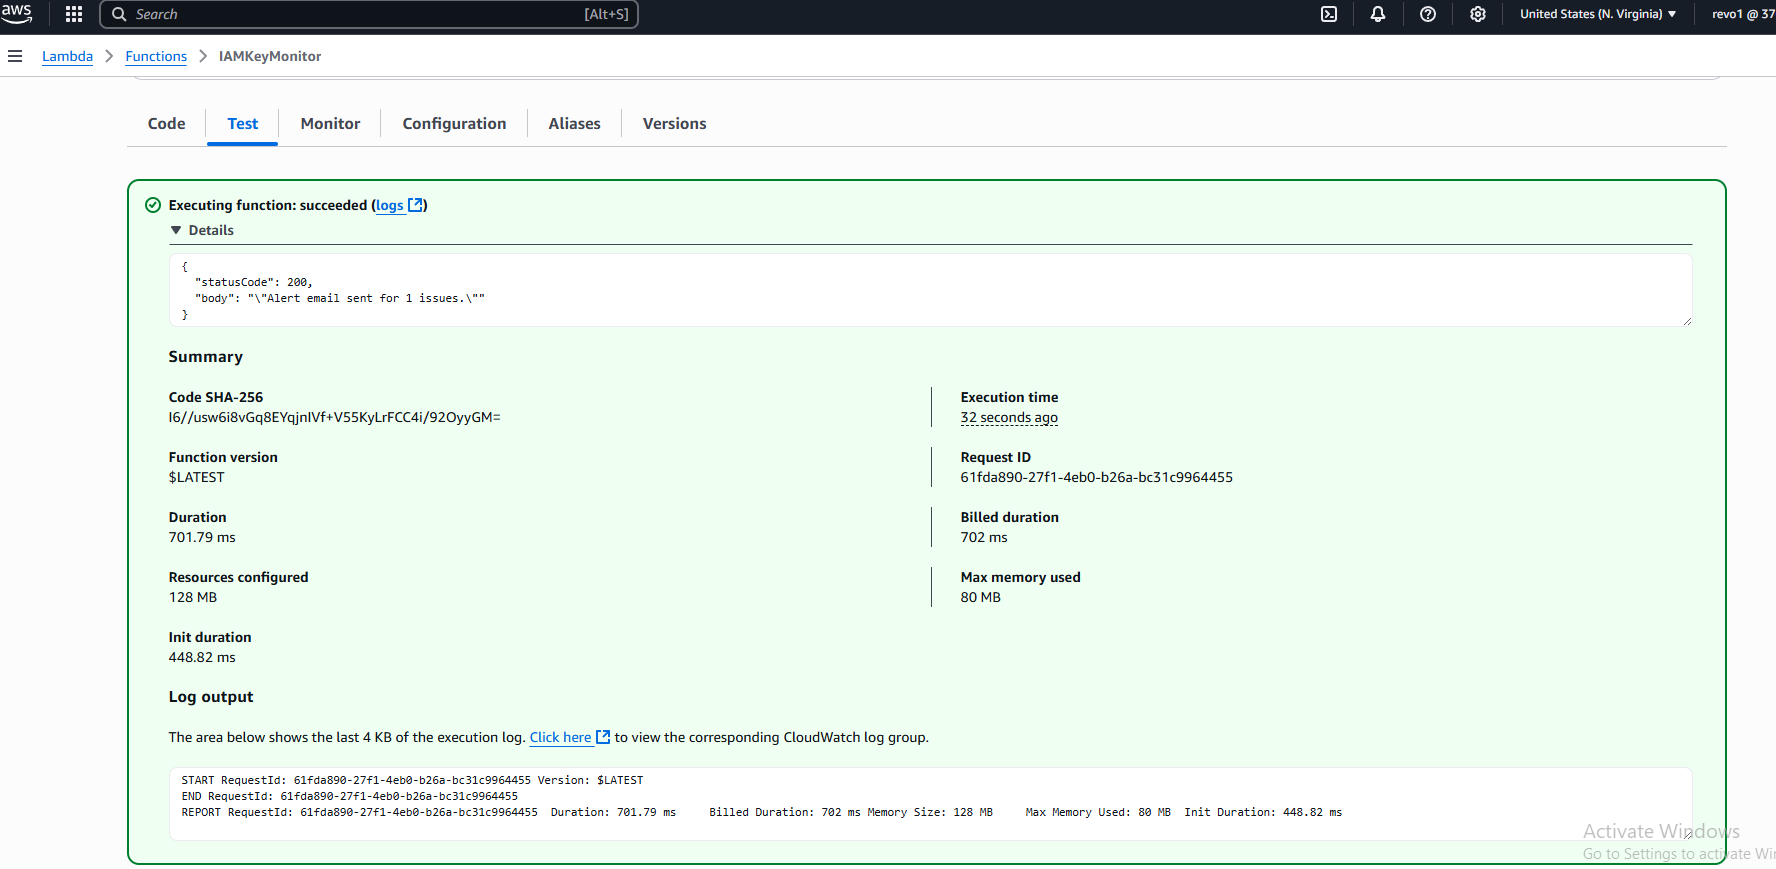 aws
Search [Alt+S]
United States (N. Virginia) ▼
revo1 @ 37
Lambda > Functions > IAMKeyMonitor
Code Test Monitor Configuration Aliases Versions
Executing function: succeeded (logs)
▼ Details
{
"statusCode": 200,
"body": "\"Alert email sent for 1 issues.\""
}
Summary
Code SHA-256
I6//usw6i8vGq8EYqjnIVf+V55KyLrFCC4i/92OyyGM=
Execution time
32 seconds ago
Function version
$LATEST
Request ID
61fda890-27f1-4eb0-b26a-bc31c9964455
Duration
701.79 ms
Billed duration
702 ms
Resources configured
128 MB
Max memory used
80 MB
Init duration
448.82 ms
Log output
The area below shows the last 4 KB of the execution log. Click here to view the corresponding CloudWatch log group.
START RequestId: 61fda890-27f1-4eb0-b26a-bc31c9964455 Version: $LATEST
END RequestId: 61fda890-27f1-4eb0-b26a-bc31c9964455
REPORT RequestId: 61fda890-27f1-4eb0-b26a-bc31c9964455 Duration: 701.79 ms Billed Duration: 702 ms Memory Size: 128 MB Max Memory Used: 80 MB Init Duration: 448.82 ms
Activate Windows
Go to Settings to activate Wi